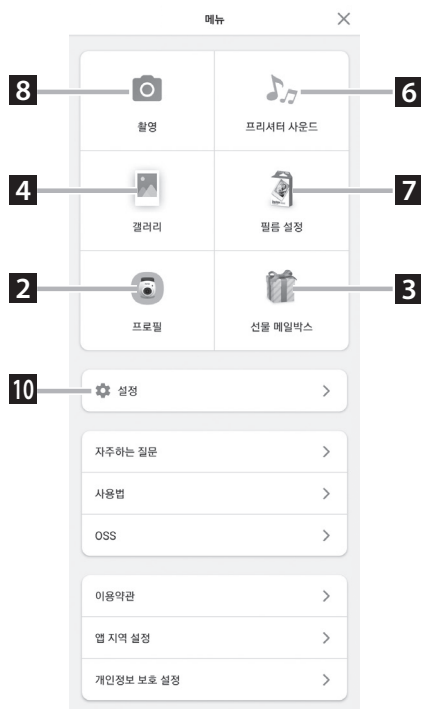 메뉴
8
6
촬영
프리셔터 사운드
4
7
갤러리
필름 설정
2
3
프로필
선물 메일박스
10
설정
자주하는 질문
사용법
OSS
이용약관
앱 지역 설정
개인정보 보호 설정